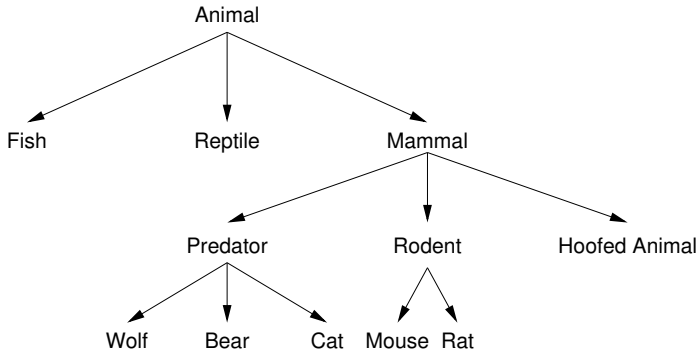 Animal
Fish Reptile Mammal
Predator Rodent Hoofed Animal
Wolf Bear Cat Mouse Rat